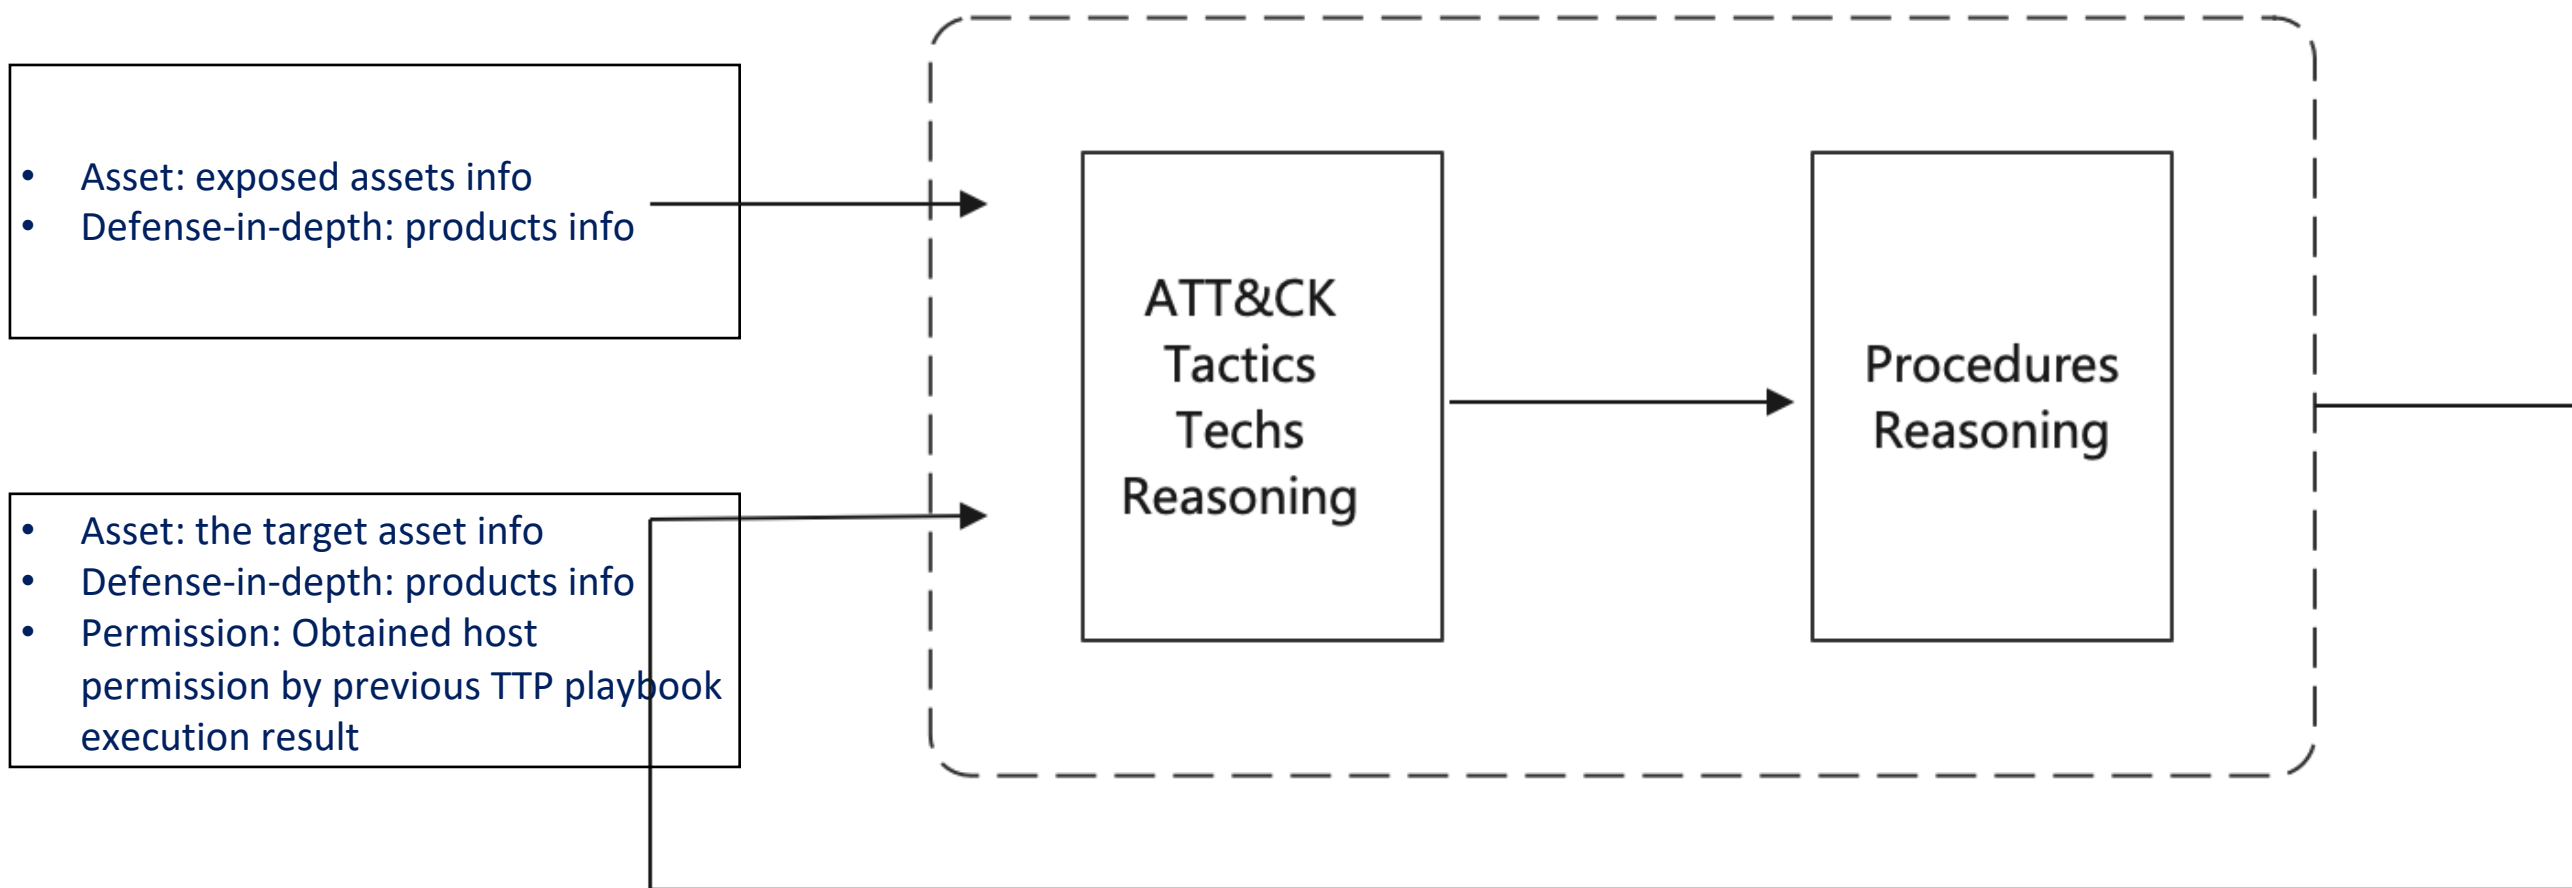 • Asset: exposed assets info
• Defense-in-depth: products info
• Asset: the target asset info
• Defense-in-depth: products info
• Permission: Obtained host
permission by previous TTP playbook
execution result
ATT&CK
Tactics
Techs
Reasoning
Procedures
Reasoning